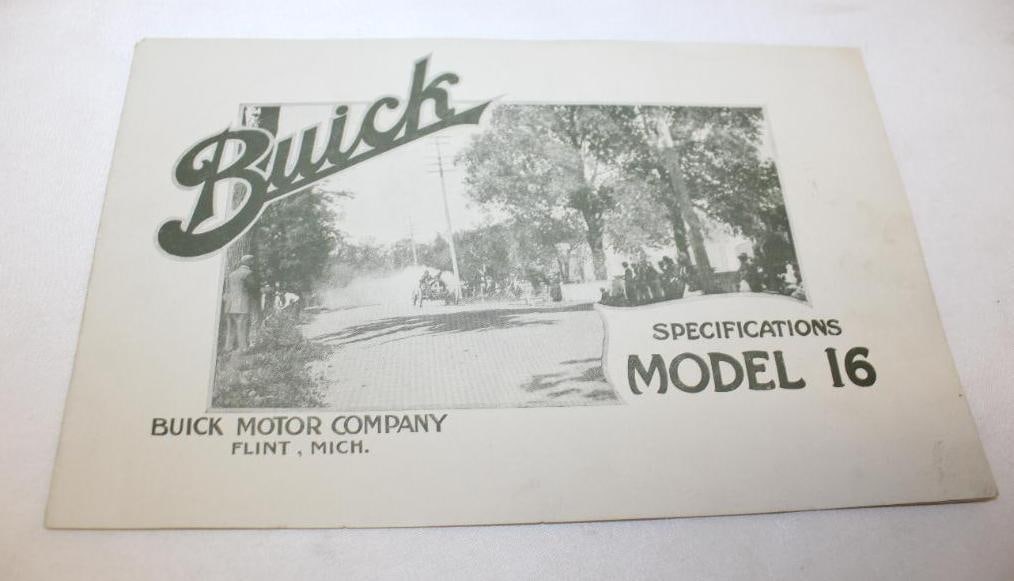 Buick
SPECIFICATIONS
MODEL 16
BUICK MOTOR COMPANY
FLINT, MICH.